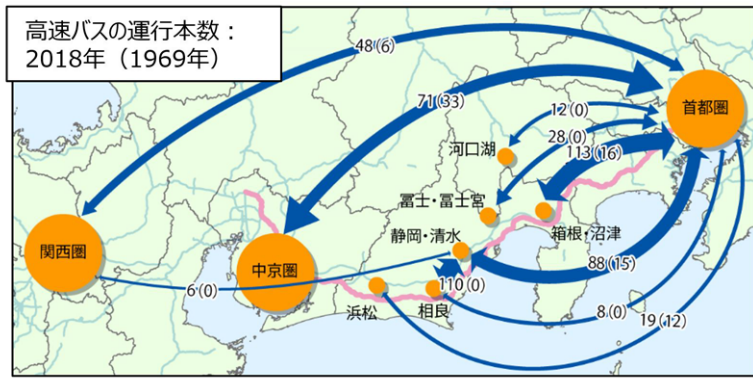 高速バスの運行本数：
2018年（1969年）
48(6)
71(33)
首都圏
12(0)
28(0)
河口湖
113(16)
富士・富士宮
箱根・沼津
静岡・清水
関西圏
中京圏
88(15)
6(0)
110(0)
浜松
相良
8(0)
19(12)